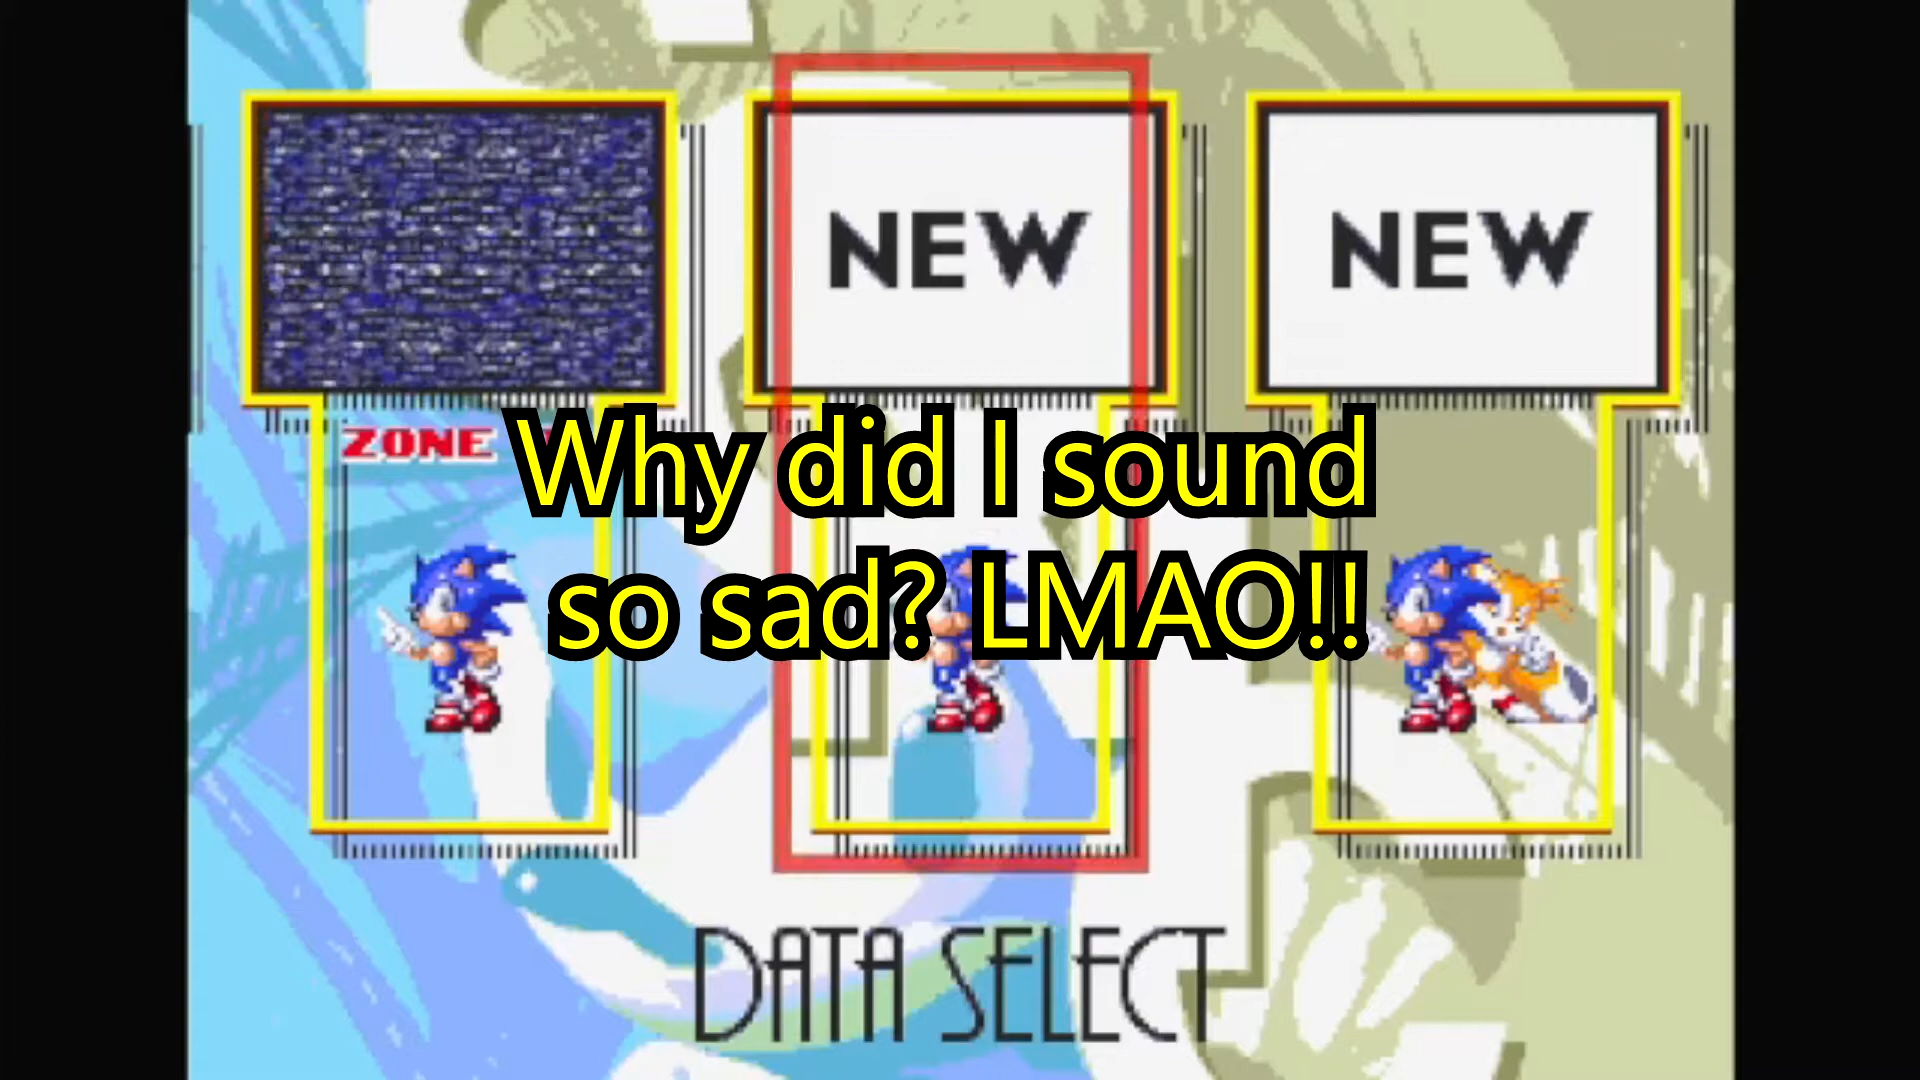 NEW
NEW
ZONE
Why did I sound
so sad? LMAO!!
DATA SELECT